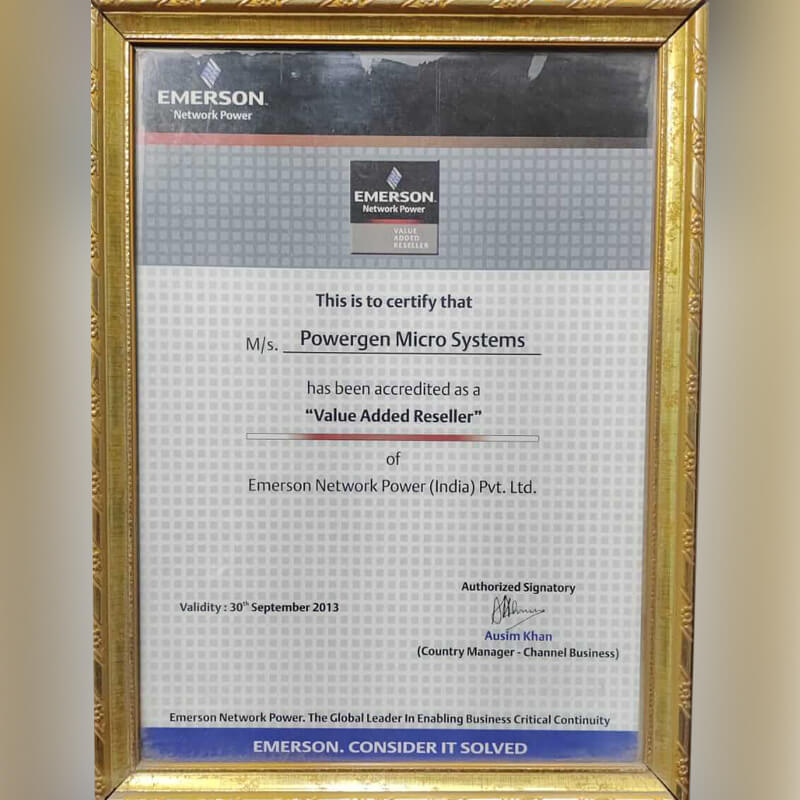 EMERSON.
Network Power
EMERSON.
Network Power
VALUE
ADDED
RESELLER
This is to certify that
M/s. Powergen Micro Systems
has been accredited as a
“Value Added Reseller”
of
Emerson Network Power (India) Pvt. Ltd.
Authorized Signatory
Validity : 30th September 2013
Ausim Khan
(Country Manager - Channel Business)
Emerson Network Power. The Global Leader In Enabling Business Critical Continuity
EMERSON. CONSIDER IT SOLVED